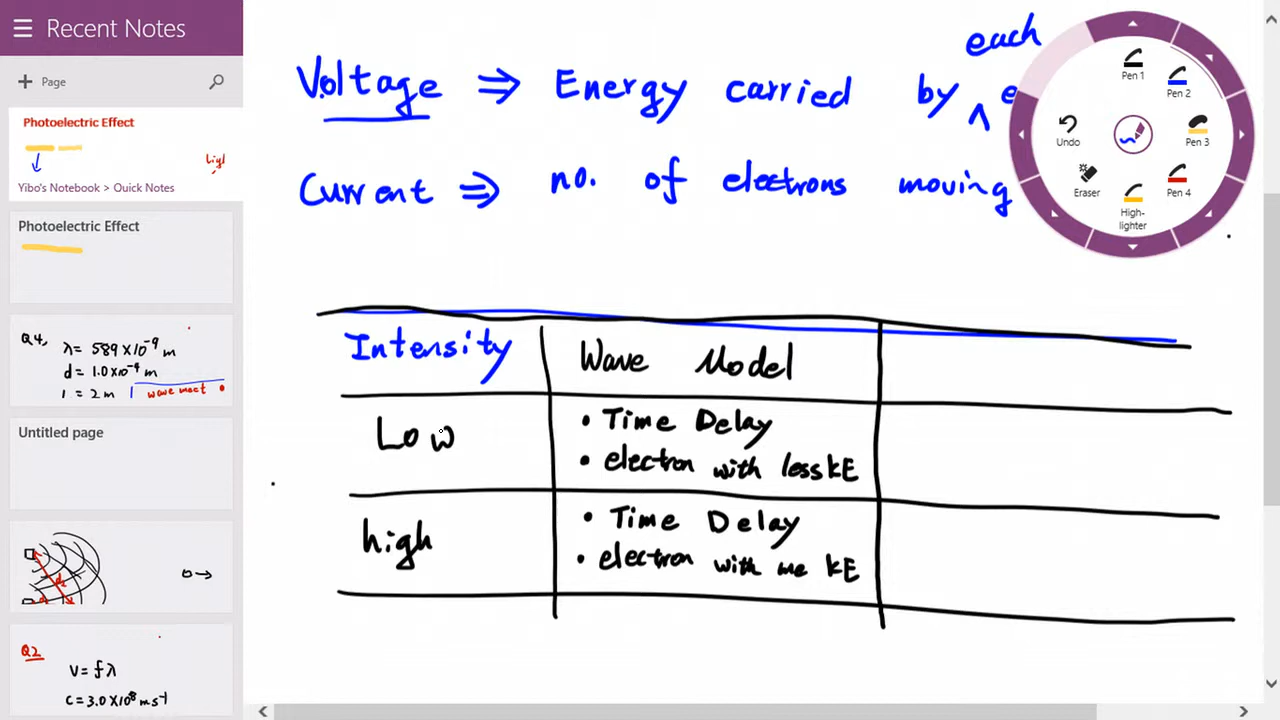 Recent Notes
Page
Photoelectric Effect
Yibo's Notebook > Quick Notes
Photoelectric Effect
Q4, λ = 589 × 10⁻⁹ m
d = 1.0 × 10⁻⁴ m
l = 2 m
wave
Untitled page
Q2
V = fλ
C = 3.0 × 10⁸ ms⁻¹
each
Voltage ⇒ Energy carried by ^ e
Current ⇒ no. of electrons moving
Pen 1
Pen 2
Undo
Pen 3
Eraser
Pen 4
High-
lighter
Intensity
Wave Model
Low
• Time Delay
• electron with less KE
high
• Time Delay
• electron with me KE